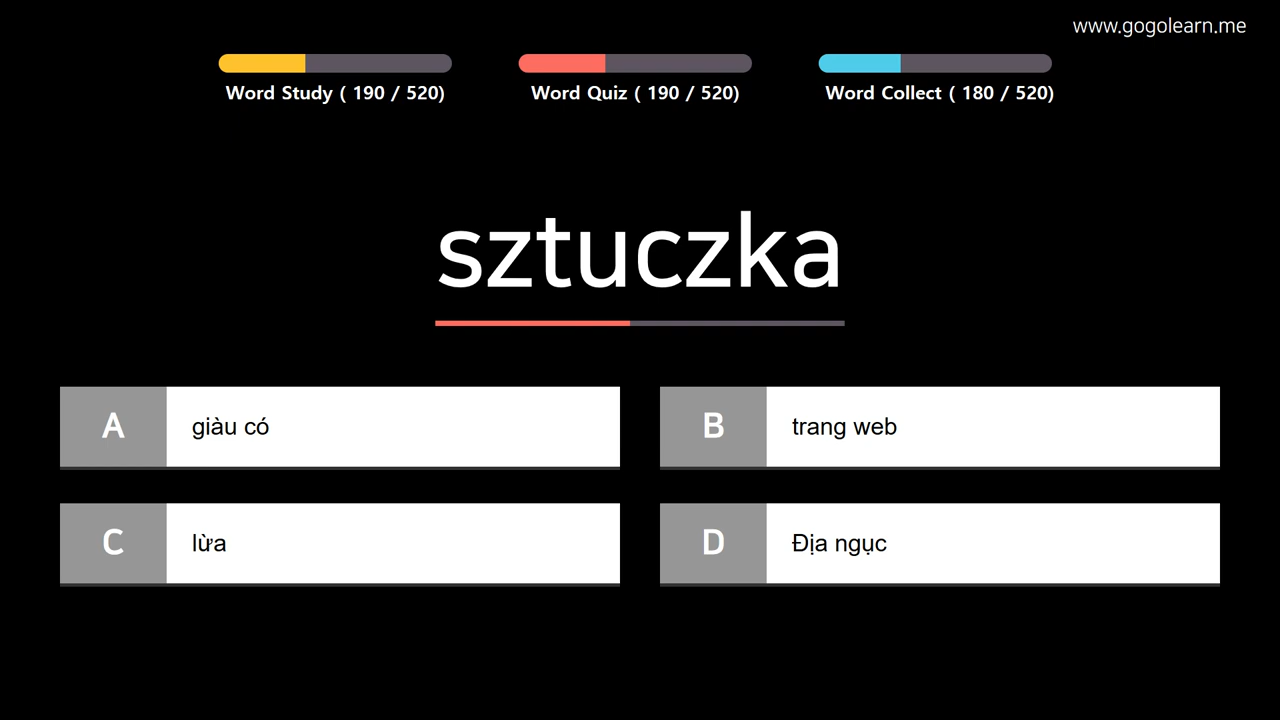 www.gogolearn.me
Word Study ( 190 / 520)
Word Quiz ( 190 / 520)
Word Collect ( 180 / 520)
sztuczka
A giàu có
B trang web
C lừa
D Địa ngục